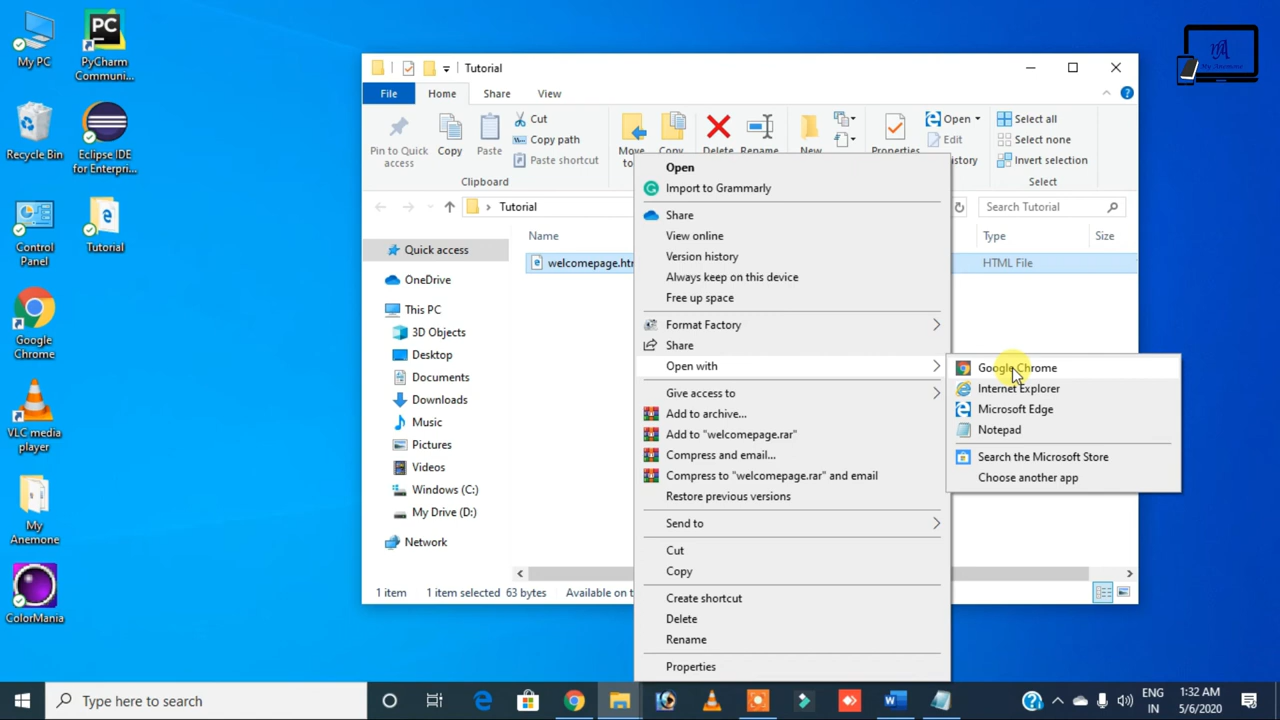 My PC
PyCharm
Communi...
Recycle Bin
Eclipse IDE
for Enterpri...
Control
Panel
Tutorial
Google
Chrome
VLC media
player
My
Anemone
ColorMania
Tutorial
File
Home
Share
View
Pin to Quick
access
Copy
Paste
Cut
Copy path
Paste shortcut
Clipboard
Move
to
Copy
Delete
Rename
New
Properties
Open
Edit
History
Select all
Select none
Invert selection
Select
Tutorial
Search Tutorial
Name
Type
Size
welcomepage.htm
HTML File
Quick access
OneDrive
This PC
3D Objects
Desktop
Documents
Downloads
Music
Pictures
Videos
Windows (C:)
My Drive (D:)
Network
1 item
1 item selected
63 bytes
Available on t
Open
Import to Grammarly
Share
View online
Version history
Always keep on this device
Free up space
Format Factory
Share
Open with
Give access to
Add to archive...
Add to "welcomepage.rar"
Compress and email...
Compress to "welcomepage.rar" and email
Restore previous versions
Send to
Cut
Copy
Create shortcut
Delete
Rename
Properties
Google Chrome
Internet Explorer
Microsoft Edge
Notepad
Search the Microsoft Store
Choose another app
My Anemone
Type here to search
ENG
IN
1:32 AM
5/6/2020